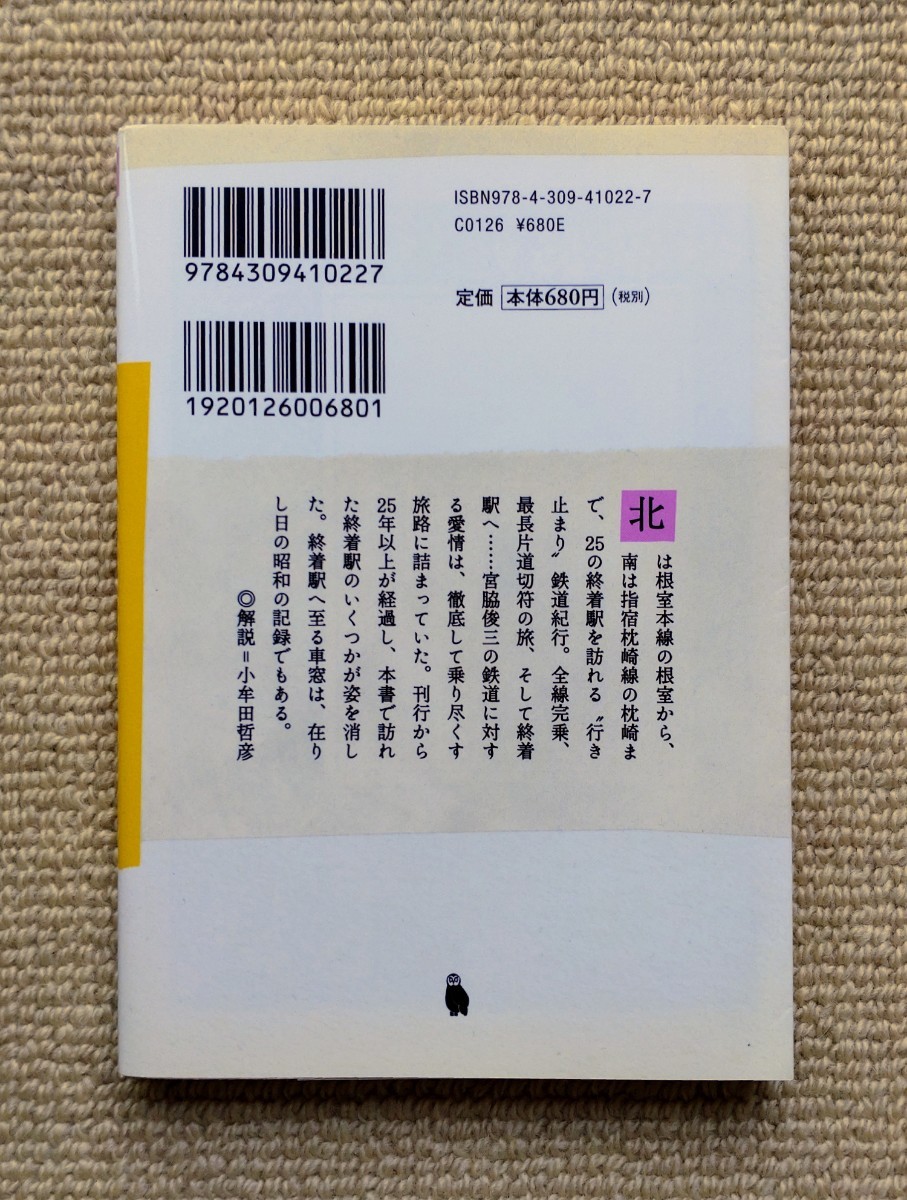 ISBN978-4-309-41022-7
C0126 ¥680E
9784309410227
定価 本体680円 (税別)
1920126006801
北は根室本線の根室から、
南は指宿枕崎線の枕崎ま
で、25の終着駅を訪れる〝行き
止まり〟鉄道紀行。全線完乗、
最長片道切符の旅、そして終着
駅へ……宮脇俊三の鉄道に対す
る愛情は、徹底して乗り尽くす
旅路に詰まっていた。刊行から
25年以上が経過し、本書で訪れ
た終着駅のいくつかが姿を消し
た。終着駅へ至る車窓は、在り
し日の昭和の記録でもある。
◎解説＝小牟田哲彦